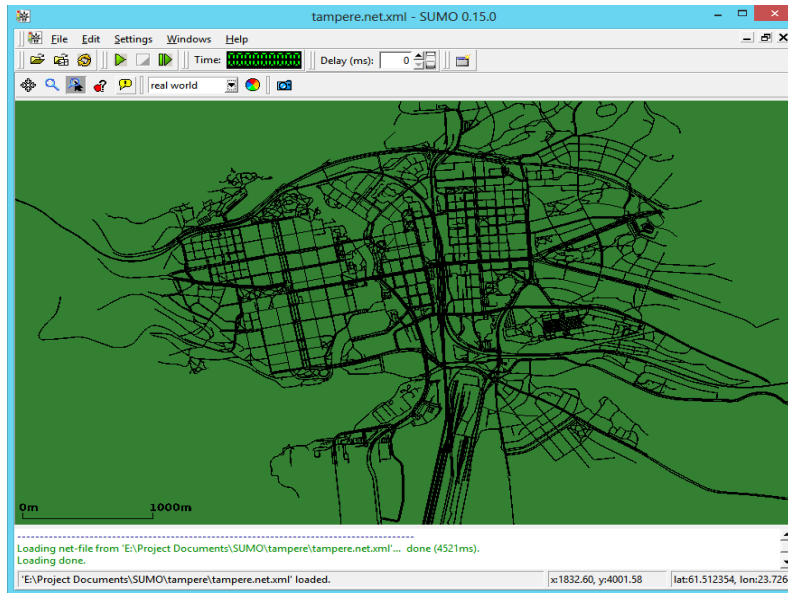 tampere.net.xml - SUMO 0.15.0
File Edit Settings Windows Help
Time: Delay (ms): 0
real world
0m 1000m
--------------------------------------------------------------------------------
Loading net-file from 'E:\Project Documents\SUMO\tampere\tampere.net.xml'... done (4521ms).
Loading done.
'E:\Project Documents\SUMO\tampere\tampere.net.xml' loaded. x:1832.60, y:4001.58 lat:61.512354, lon:23.726